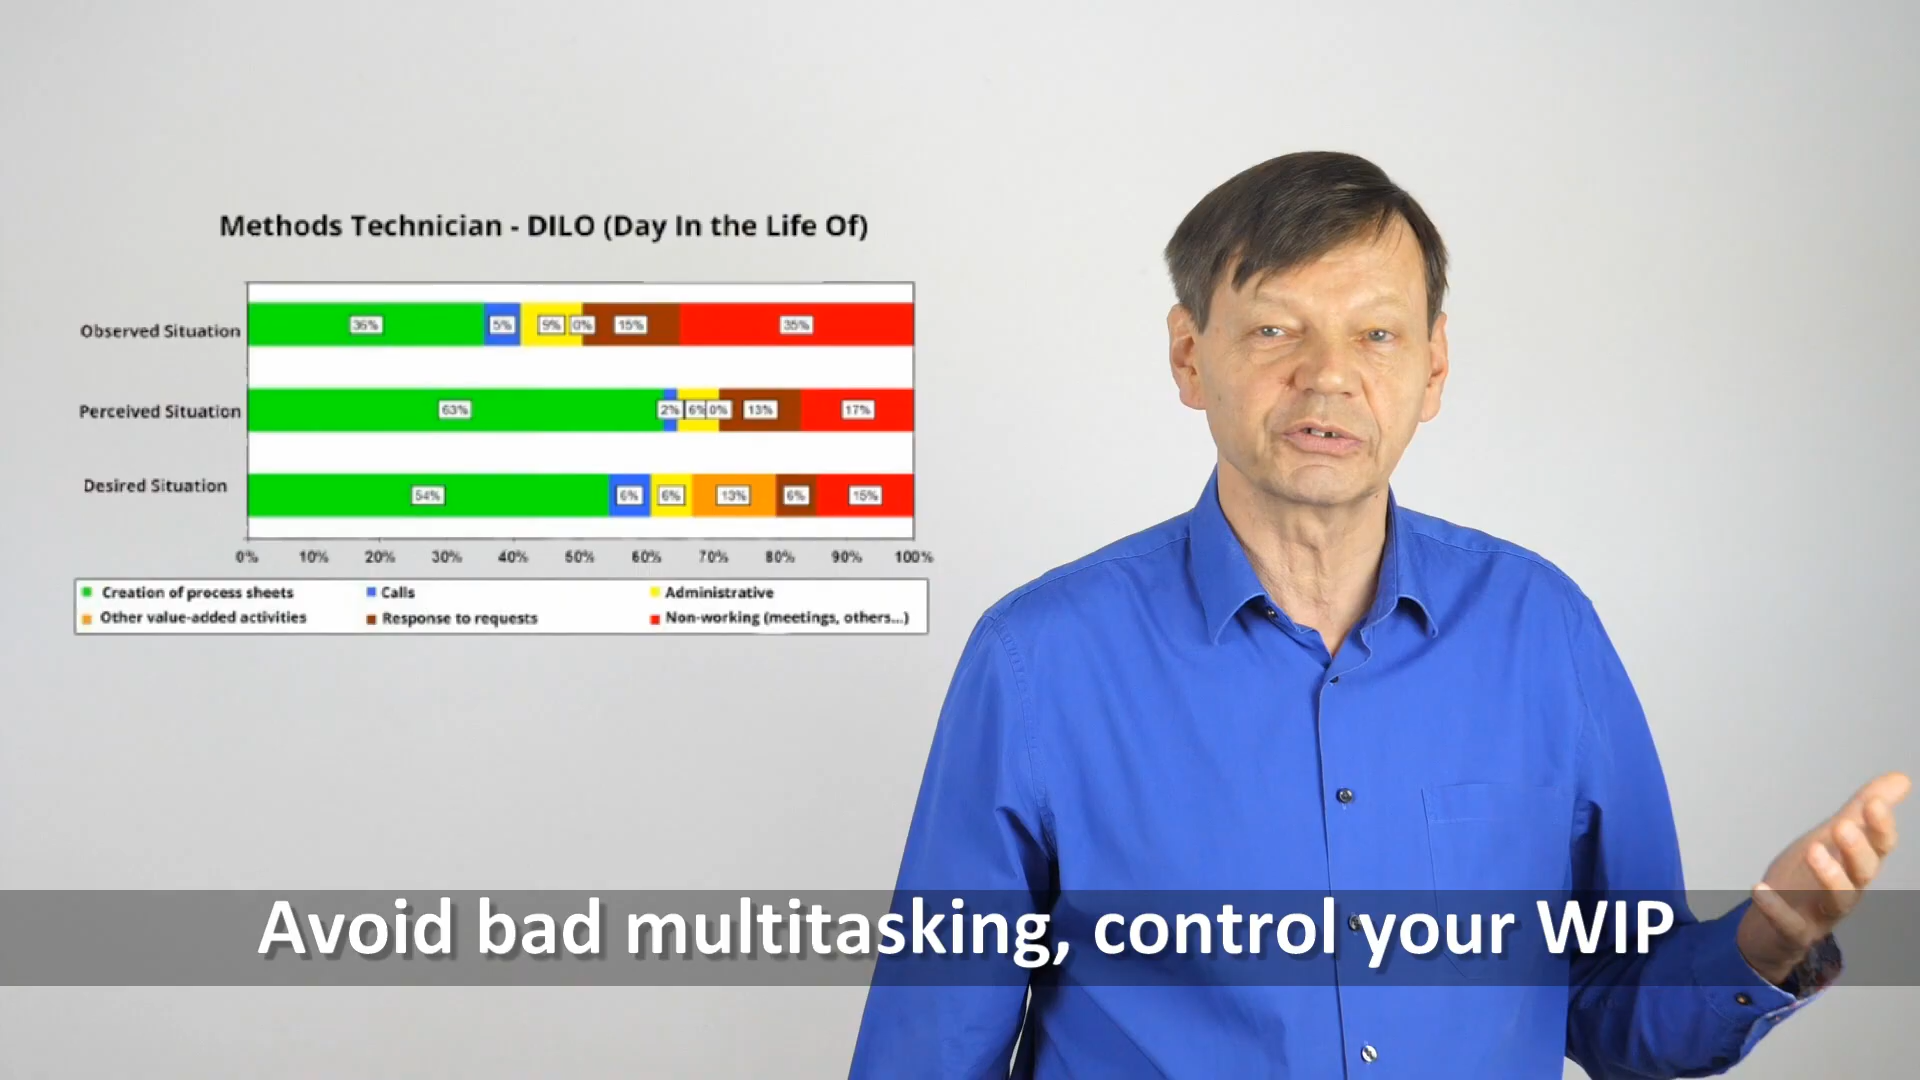 Methods Technician - DILO (Day In the Life Of)
Observed Situation 36% 5% 9% 0% 15% 35%
Perceived Situation 63% 2% 6% 0% 13% 17%
Desired Situation 54% 6% 6% 13% 6% 15%
0% 10% 20% 30% 40% 50% 60% 70% 80% 90% 100%
Creation of process sheets Calls Administrative
Other value-added activities Response to requests Non-working (meetings, others...)
Avoid bad multitasking, control your WIP